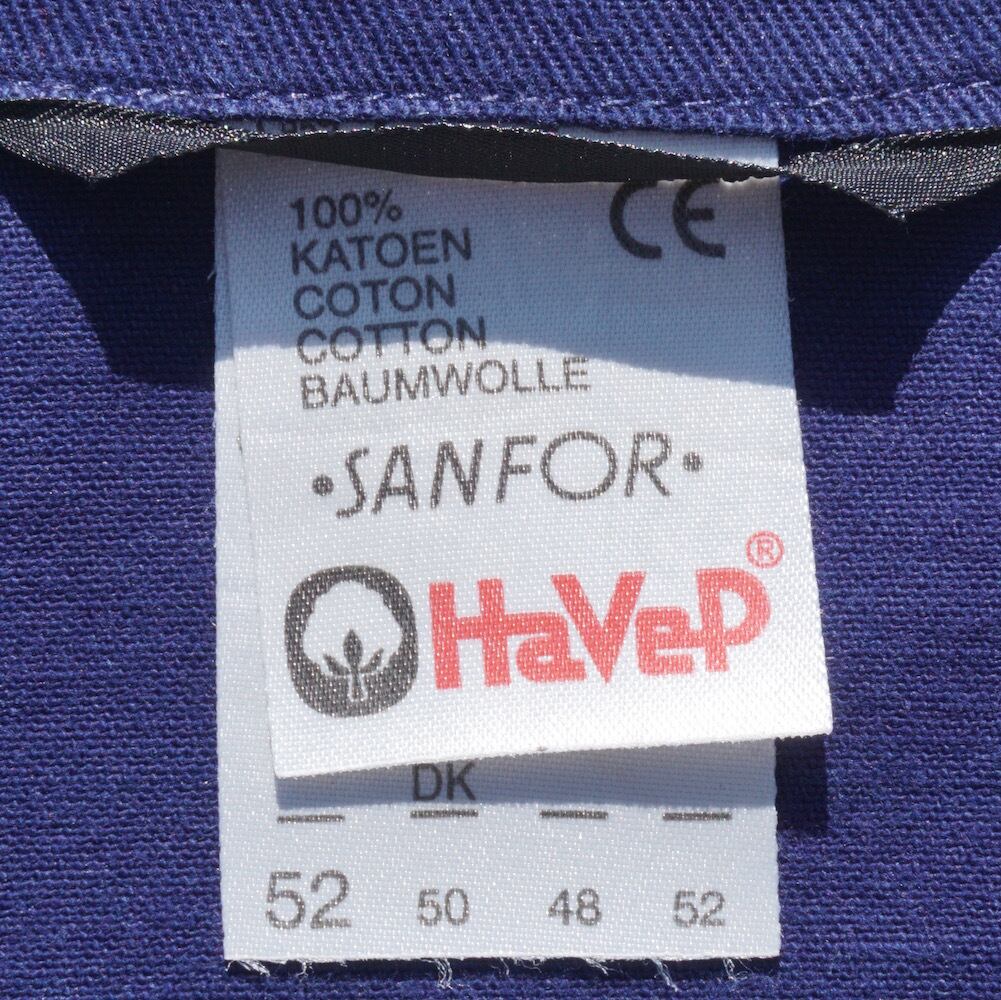 100%
CE
KATOEN
COTON
COTTON
BAUMWOLLE
•SANFOR•
HaVeP®
DK
52 50 48 52